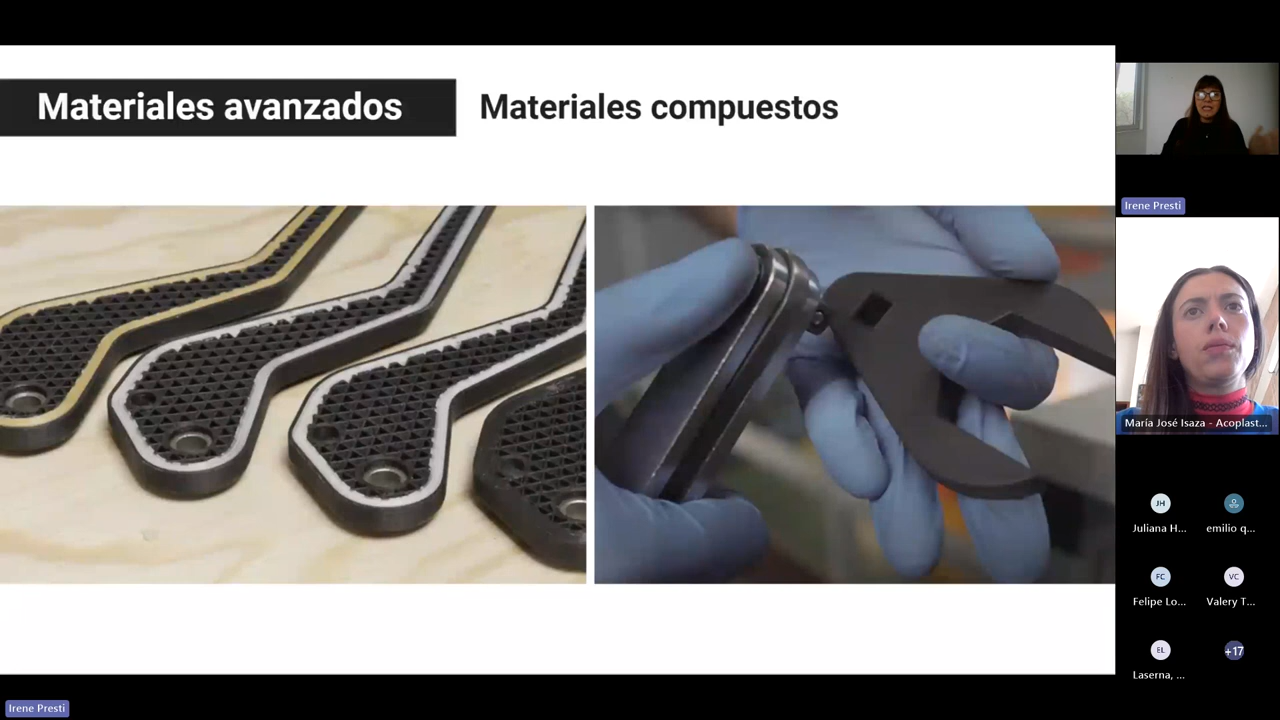 Materiales avanzados
Materiales compuestos
Irene Presti
María José Isaza - Acoplast...
JH
Juliana H...
emilio q...
FC
Felipe Lo...
VC
Valery T...
EL
Laserna, ...
+17
Irene Presti